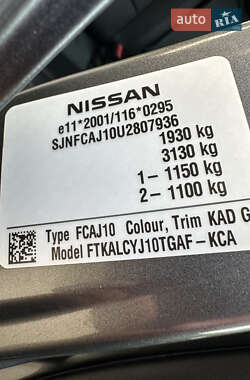 AUTO.RIA.com
NISSAN
e11*2001/116*0295
SJNFCAJ10U2807936
1930 kg
3130 kg
1– 1150 kg
2– 1100 kg
Type FCAJ10 Colour, Trim KAD G
Model FTKALCYJ10TGAF–KCA